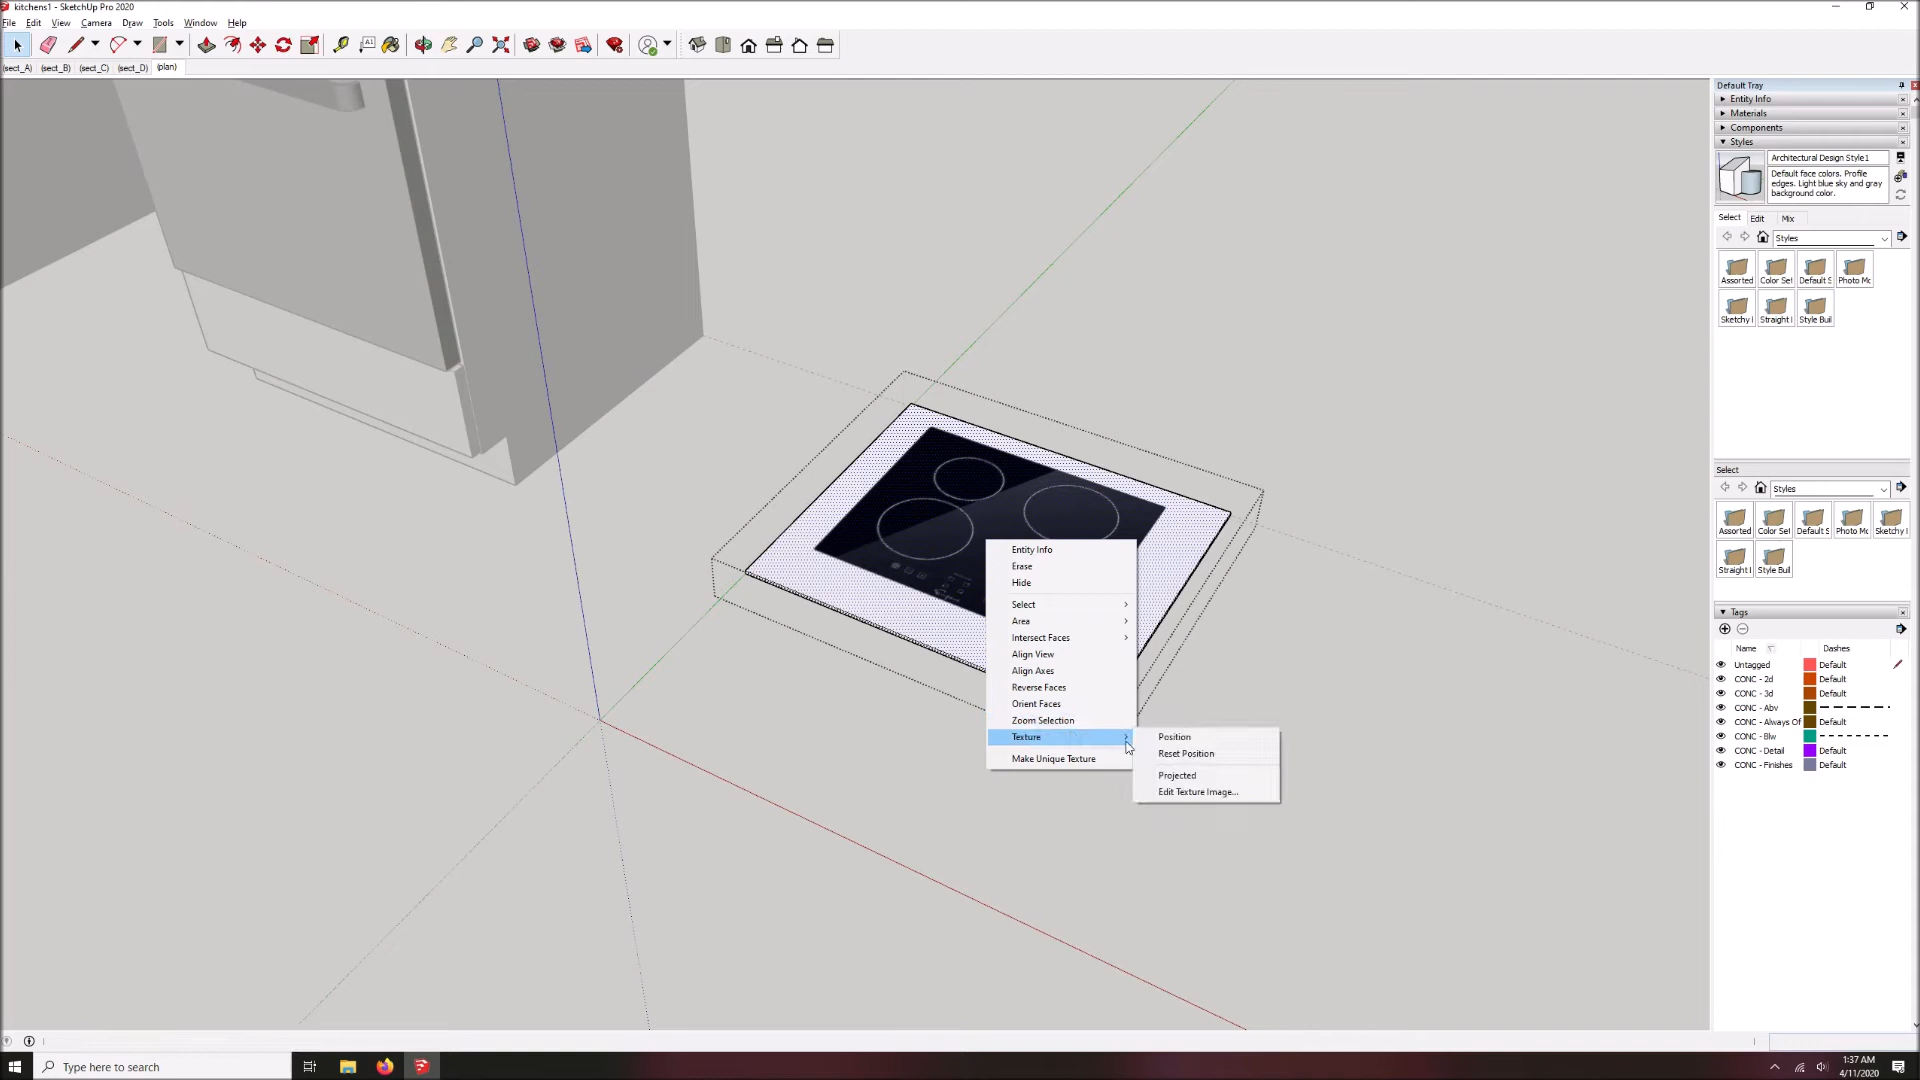 kitchens1 - SketchUp Pro 2020
File Edit View Camera Draw Tools Window Help
(sect_A) (sect_B) (sect_C) (sect_D) (plan)
Default Tray
Entity Info
Materials
Components
Styles
Architectural Design Style1
Default face colors. Profile
edges. Light blue sky and gray
background color.
Select Edit Mix
Styles
Assorted Color Set Default S Photo Mo
Sketchy I Straight I Style Buil
Select
Styles
Assorted Color Set Default S Photo Mo Sketchy I
Straight I Style Buil
Tags
Name Dashes
Untagged Default
CONC - 2d Default
CONC - 3d Default
CONC - Abv
CONC - Always Of Default
CONC - Blw
CONC - Detail Default
CONC - Finishes Default
Entity Info
Erase
Hide
Select
Area
Intersect Faces
Align View
Align Axes
Reverse Faces
Orient Faces
Zoom Selection
Texture
Make Unique Texture
Position
Reset Position
Projected
Edit Texture Image...
Type here to search
1:37 AM
4/11/2020